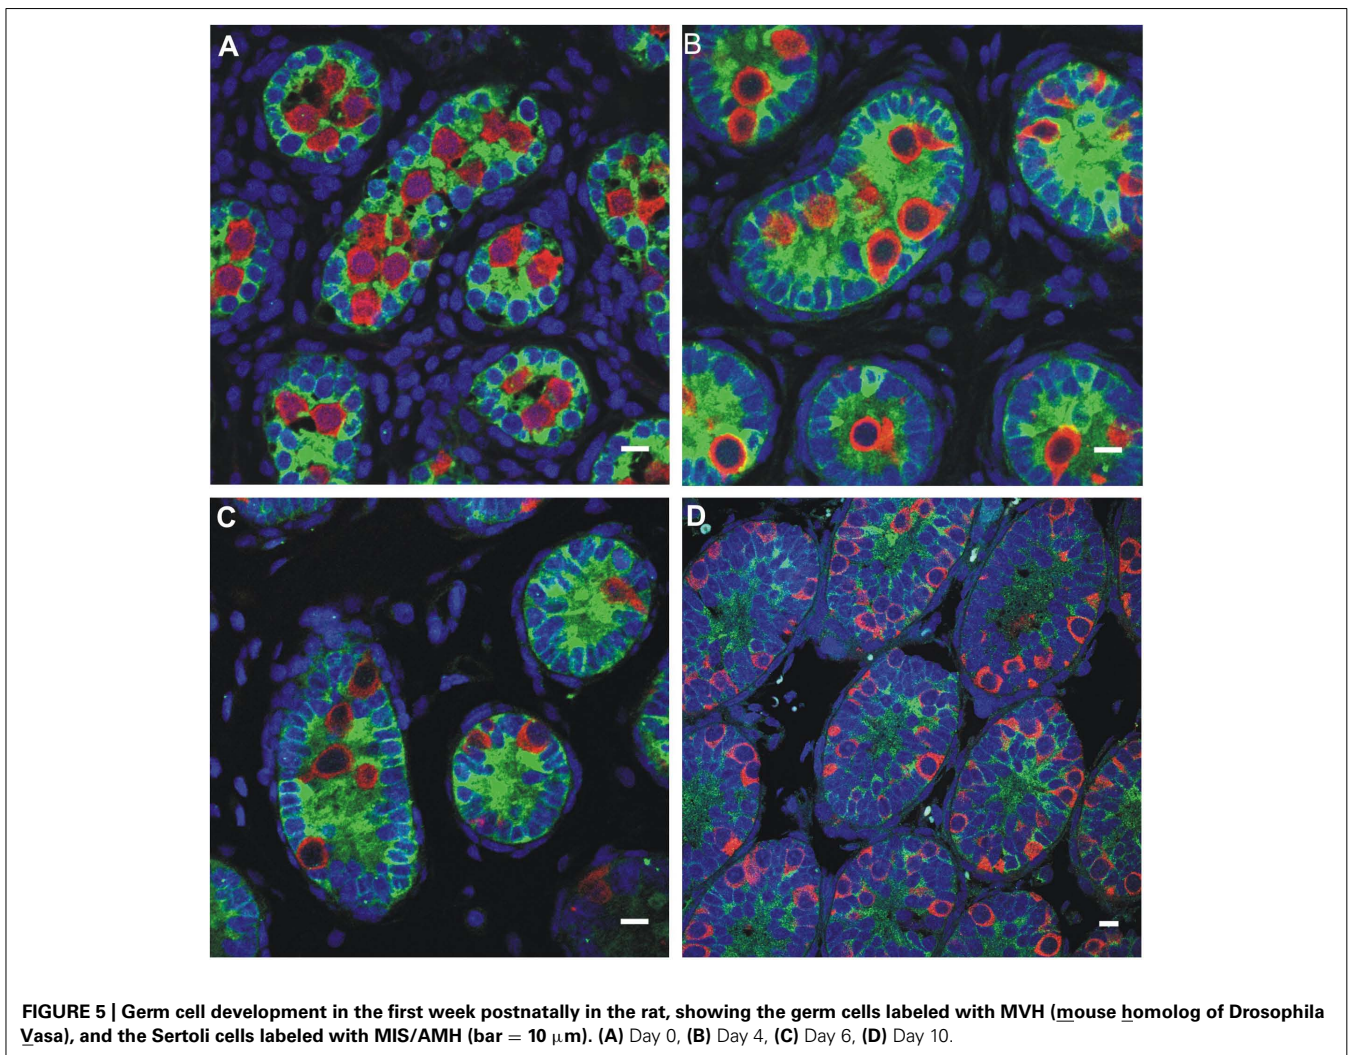 A
B
C
D
FIGURE 5 | Germ cell development in the first week postnatally in the rat, showing the germ cells labeled with MVH (mouse homolog of Drosophila
Vasa), and the Sertoli cells labeled with MIS/AMH (bar = 10 μm). (A) Day 0, (B) Day 4, (C) Day 6, (D) Day 10.